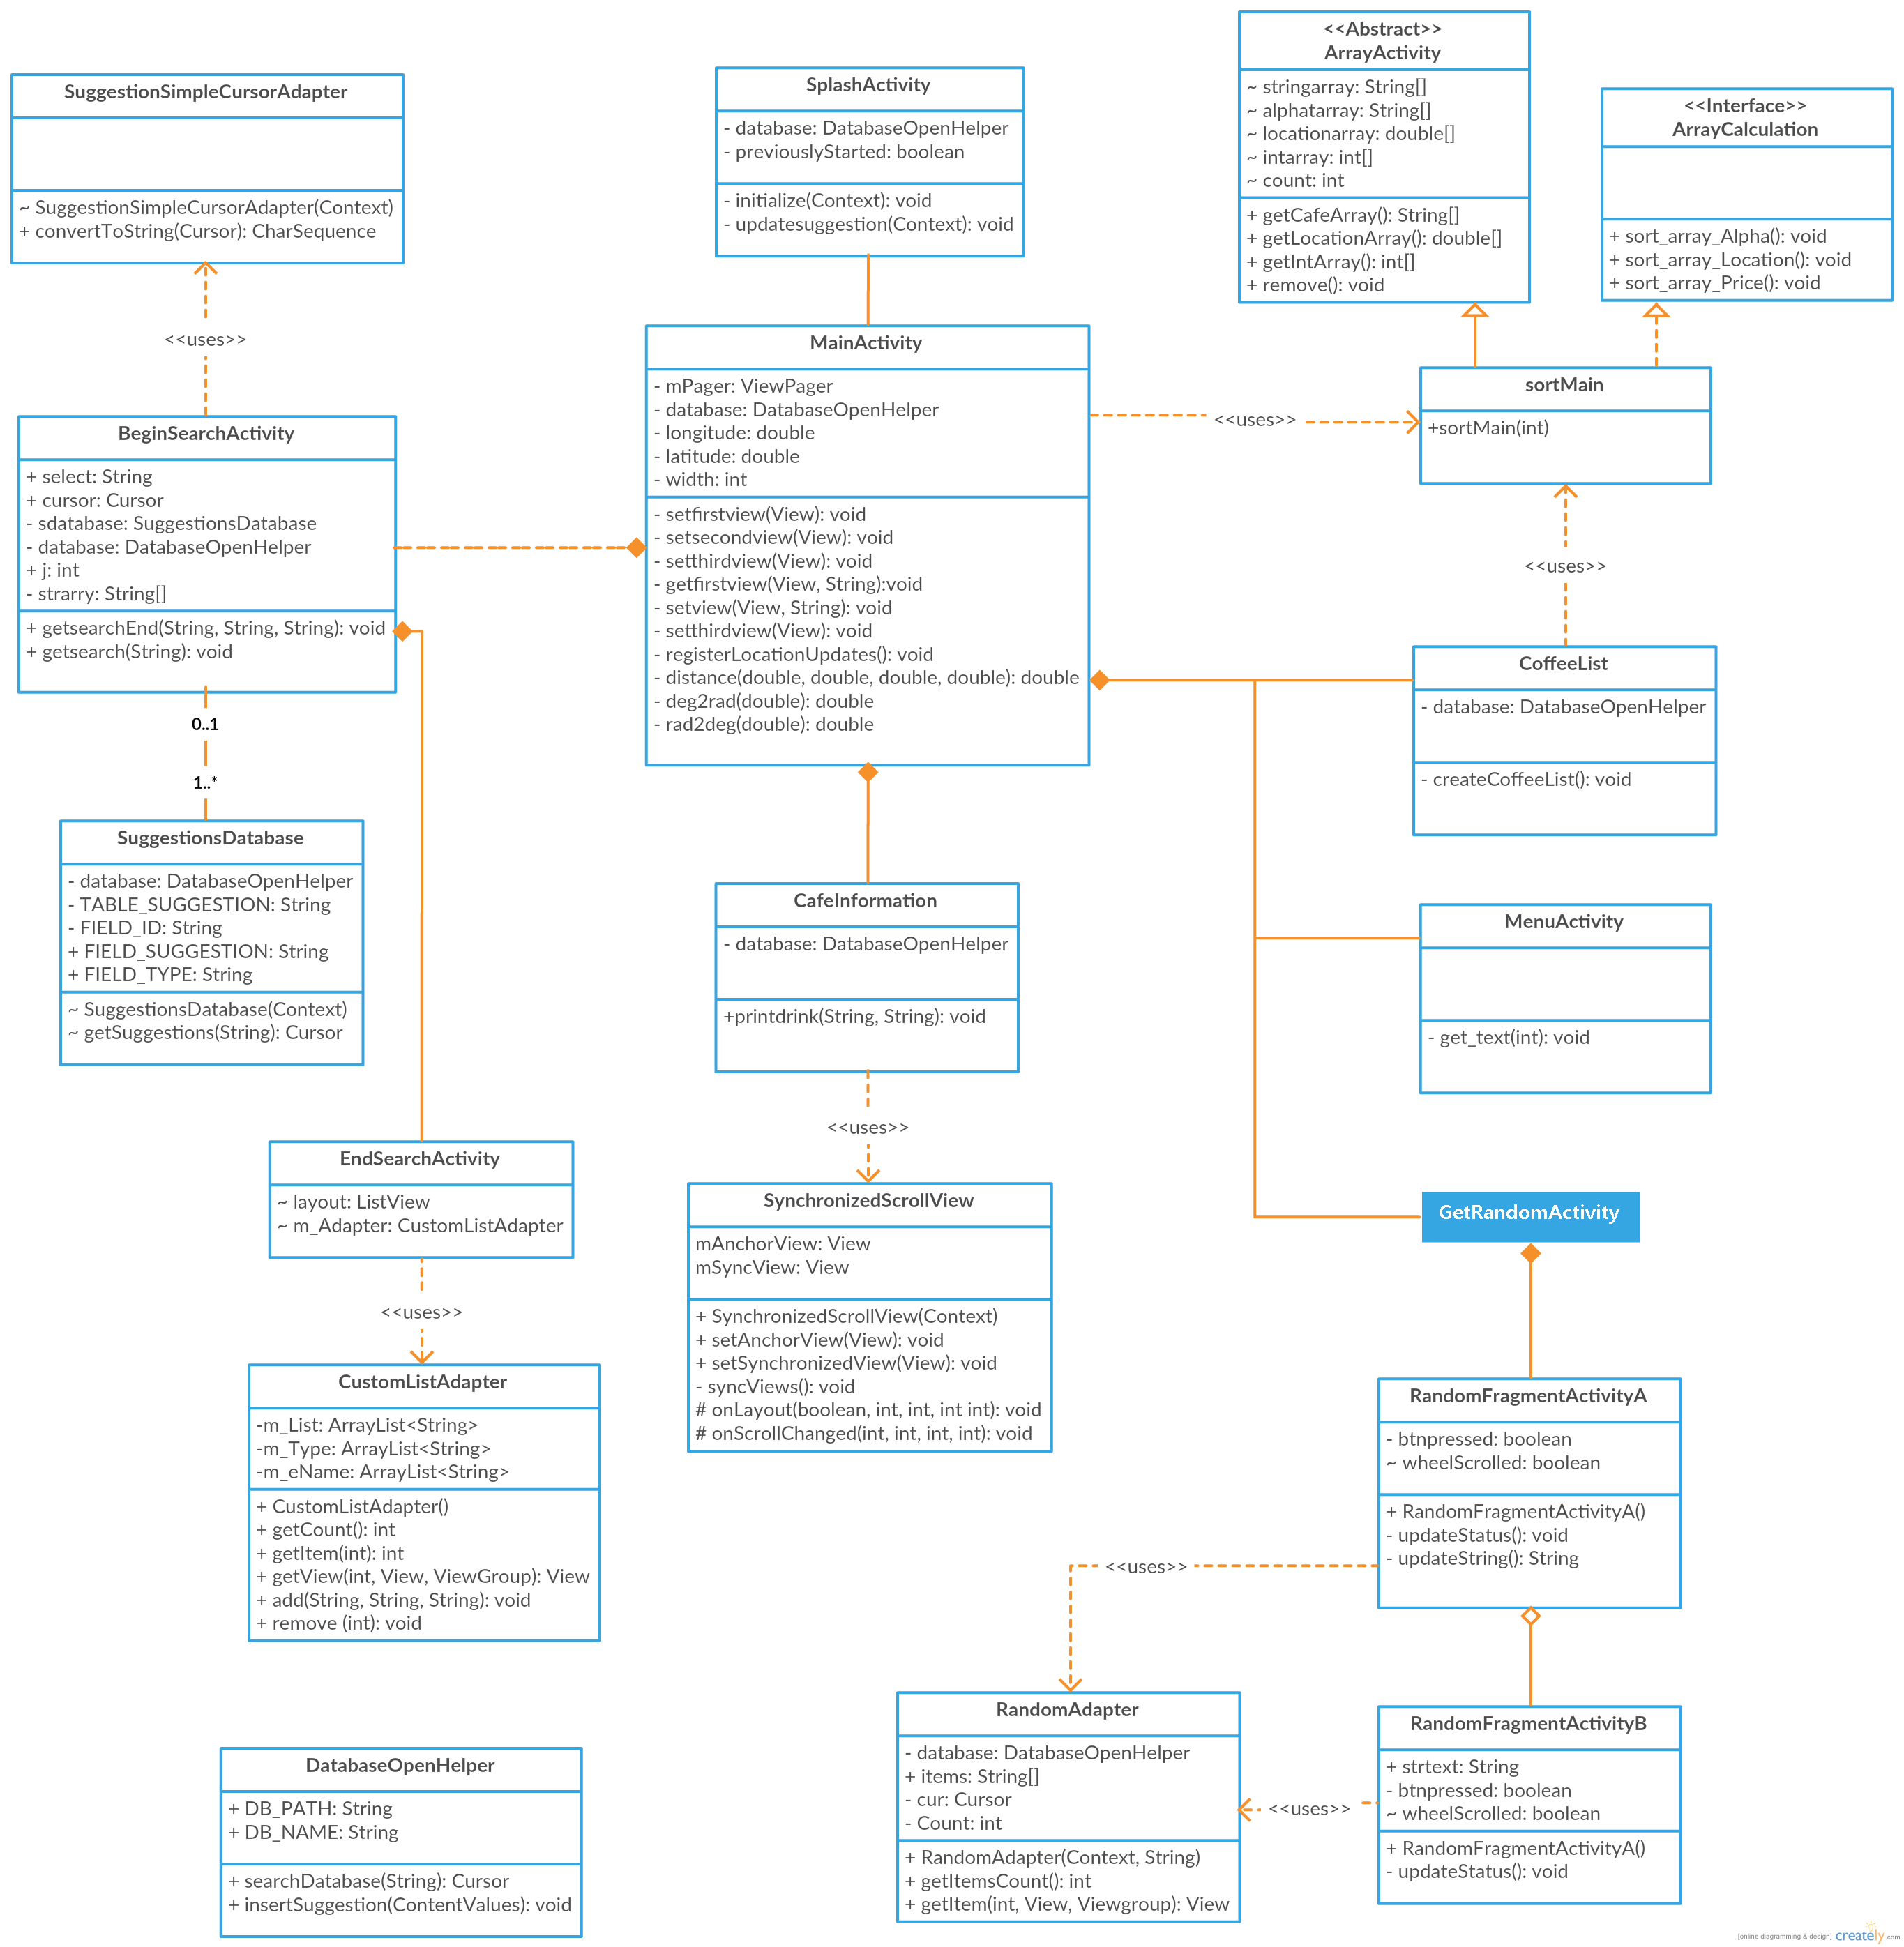 SuggestionSimpleCursorAdapter
~ SuggestionSimpleCursorAdapter(Context)
+ convertToString(Cursor): CharSequence
<<uses>>
BeginSearchActivity
+ select: String
+ cursor: Cursor
- sdatabase: SuggestionsDatabase
- database: DatabaseOpenHelper
+ j: int
- strarry: String[]
+ getsearchEnd(String, String, String): void
+ getsearch(String): void
0..1
1..*
SuggestionsDatabase
- database: DatabaseOpenHelper
- TABLE_SUGGESTION: String
- FIELD_ID: String
+ FIELD_SUGGESTION: String
+ FIELD_TYPE: String
~ SuggestionsDatabase(Context)
~ getSuggestions(String): Cursor
EndSearchActivity
~ layout: ListView
~ m_Adapter: CustomListAdapter
<<uses>>
CustomListAdapter
-m_List: ArrayList<String>
-m_Type: ArrayList<String>
-m_eName: ArrayList<String>
+ CustomListAdapter()
+ getCount(): int
+ getItem(int): int
+ getView(int, View, ViewGroup): View
+ add(String, String, String): void
+ remove (int): void
DatabaseOpenHelper
+ DB_PATH: String
+ DB_NAME: String
+ searchDatabase(String): Cursor
+ insertSuggestion(ContentValues): void
SplashActivity
- database: DatabaseOpenHelper
- previouslyStarted: boolean
- initialize(Context): void
- updatesuggestion(Context): void
MainActivity
- mPager: ViewPager
- database: DatabaseOpenHelper
- longitude: double
- latitude: double
- width: int
- setfirstview(View): void
- setsecondview(View): void
- setthirdview(View): void
- getfirstview(View, String):void
- setview(View, String): void
- setthirdview(View): void
- registerLocationUpdates(): void
- distance(double, double, double, double): double
- deg2rad(double): double
- rad2deg(double): double
CafeInformation
- database: DatabaseOpenHelper
+printdrink(String, String): void
<<uses>>
SynchronizedScrollView
mAnchorView: View
mSyncView: View
+ SynchronizedScrollView(Context)
+ setAnchorView(View): void
+ setSynchronizedView(View): void
- syncViews(): void
# onLayout(boolean, int, int, int int): void
# onScrollChanged(int, int, int, int): void
<<Abstract>>
ArrayActivity
~ stringarray: String[]
~ alphatarray: String[]
~ locationarray: double[]
~ intarray: int[]
~ count: int
+ getCafeArray(): String[]
+ getLocationArray(): double[]
+ getIntArray(): int[]
+ remove(): void
<<Interface>>
ArrayCalculation
+ sort_array_Alpha(): void
+ sort_array_Location(): void
+ sort_array_Price(): void
<<uses>>
sortMain
+sortMain(int)
<<uses>>
CoffeeList
- database: DatabaseOpenHelper
- createCoffeeList(): void
MenuActivity
- get_text(int): void
GetRandomActivity
RandomFragmentActivityA
- btnpressed: boolean
~ wheelScrolled: boolean
+ RandomFragmentActivityA()
- updateStatus(): void
- updateString(): String
<<uses>>
RandomAdapter
- database: DatabaseOpenHelper
+ items: String[]
- cur: Cursor
- Count: int
+ RandomAdapter(Context, String)
+ getItemsCount(): int
+ getItem(int, View, Viewgroup): View
<<uses>>
RandomFragmentActivityB
+ strtext: String
- btnpressed: boolean
~ wheelScrolled: boolean
+ RandomFragmentActivityA()
- updateStatus(): void
[online diagramming & design] creately.com